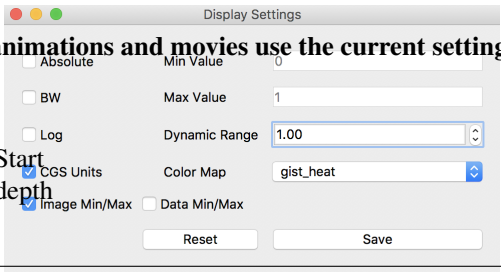 Display Settings
animations and movies use the current setting
Absolute Min Value 0
BW Max Value 1
Log Dynamic Range 1.00
Start
CGS Units Color Map gist_heat
depth
Image Min/Max Data Min/Max
Reset Save